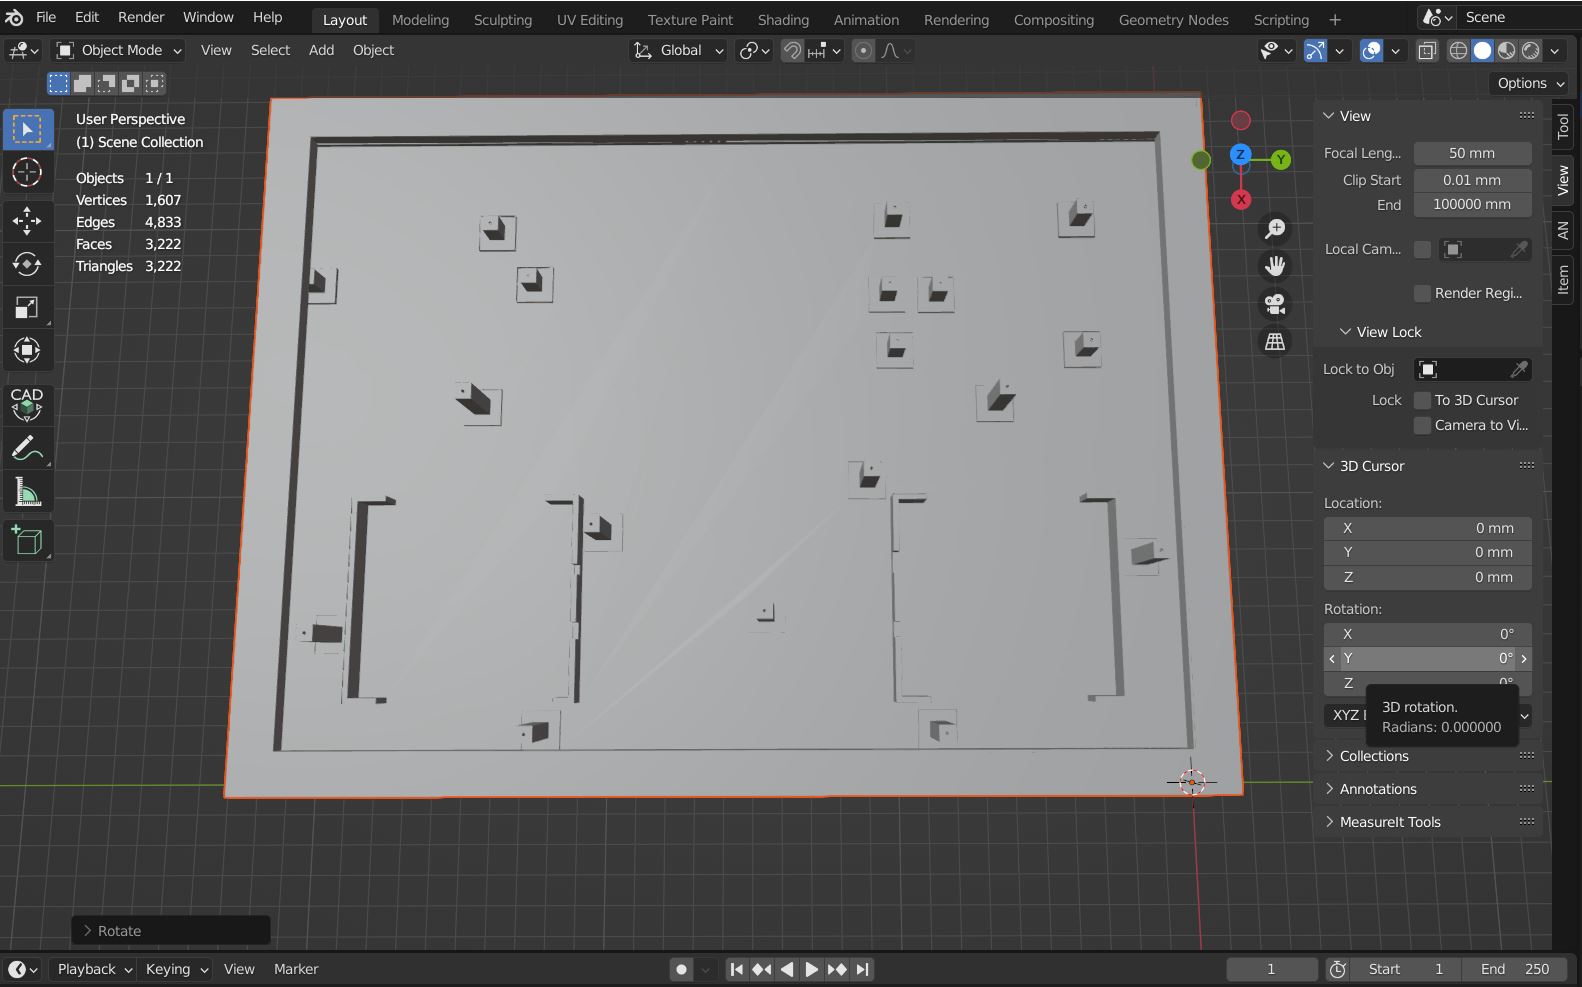 File Edit Render Window Help Layout Modeling Sculpting UV Editing Texture Paint Shading Animation Rendering Compositing Geometry Nodes Scripting + Scene
Object Mode View Select Add Object Global
Options
User Perspective
(1) Scene Collection
Objects 1 / 1
Vertices 1,607
Edges 4,833
Faces 3,222
Triangles 3,222
CAD
Z
Y
X
View
Focal Leng... 50 mm
Clip Start 0.01 mm
End 100000 mm
Local Cam...
Render Regi...
View Lock
Lock to Obj
Lock To 3D Cursor
Camera to Vi...
3D Cursor
Location:
X 0 mm
Y 0 mm
Z 0 mm
Rotation:
X 0°
Y 0°
Z 0°
XYZ
3D rotation.
Radians: 0.000000
Collections
Annotations
MeasureIt Tools
Tool
View
AN
Item
Rotate
Playback Keying View Marker 1 Start 1 End 250